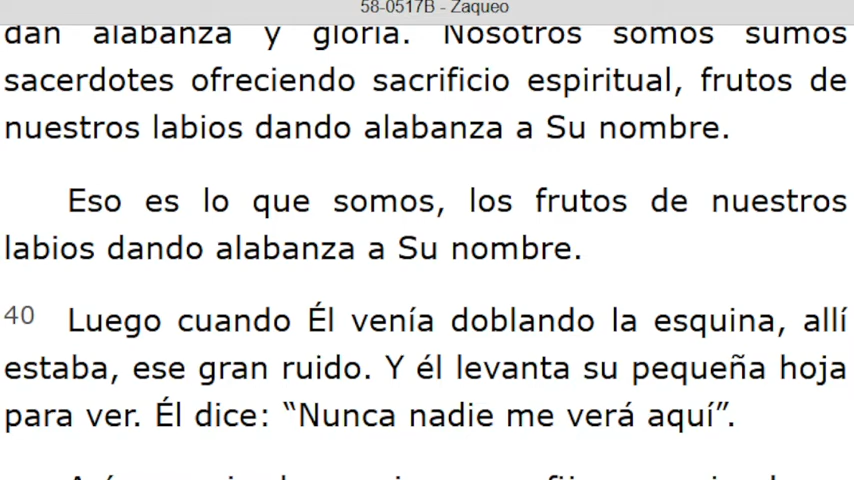 58-0517B - Zaqueo
dan alabanza y gloria. Nosotros somos sumos
sacerdotes ofreciendo sacrificio espiritual, frutos de
nuestros labios dando alabanza a Su nombre.
Eso es lo que somos, los frutos de nuestros
labios dando alabanza a Su nombre.
40 Luego cuando Él venía doblando la esquina, allí
estaba, ese gran ruido. Y él levanta su pequeña hoja
para ver. Él dice: “Nunca nadie me verá aquí”.